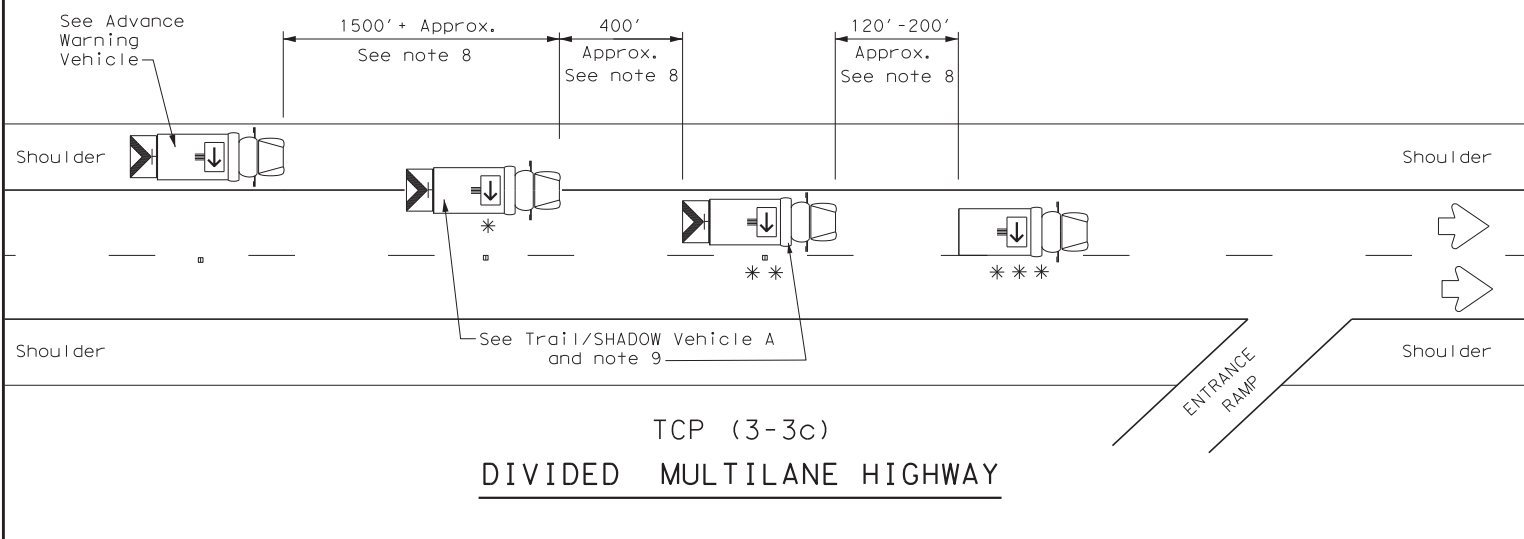 See Advance
Warning
Vehicle
1500'+ Approx.
See note 8
400'
Approx.
See note 8
120'-200'
Approx.
See note 8
Shoulder
Shoulder
*
* *
* * *
See Trail/SHADOW Vehicle A
and note 9
Shoulder
Shoulder
ENTRANCE
RAMP
TCP (3-3c)
DIVIDED MULTILANE HIGHWAY